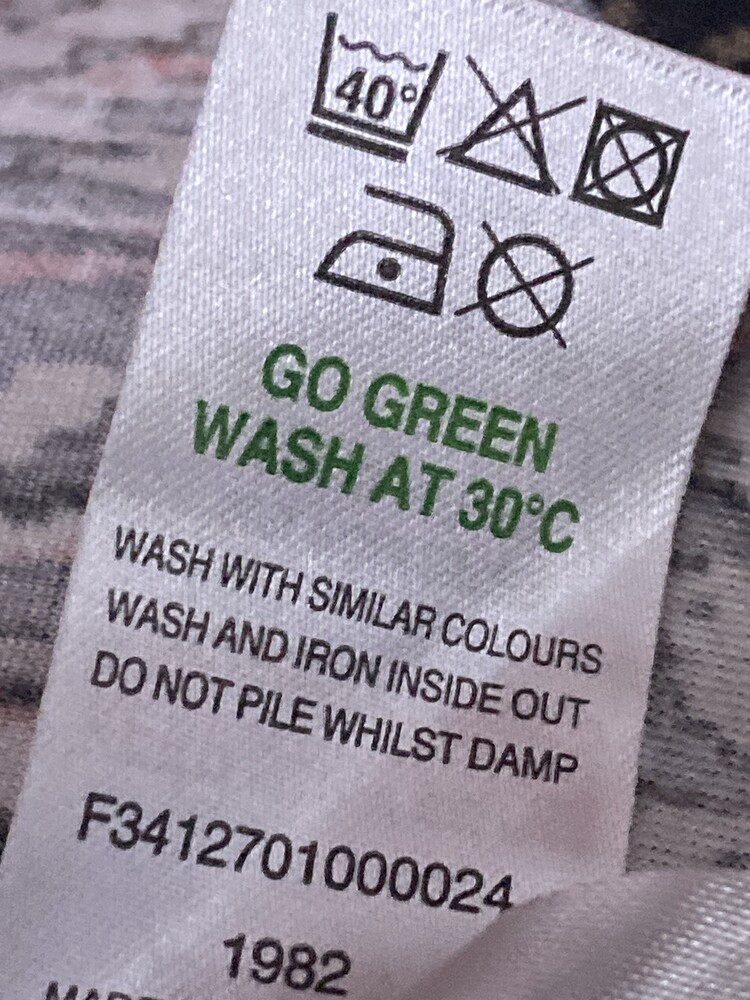 40°
GO GREEN
WASH AT 30°C
WASH WITH SIMILAR COLOURS
WASH AND IRON INSIDE OUT
DO NOT PILE WHILST DAMP
F3412701000024
1982